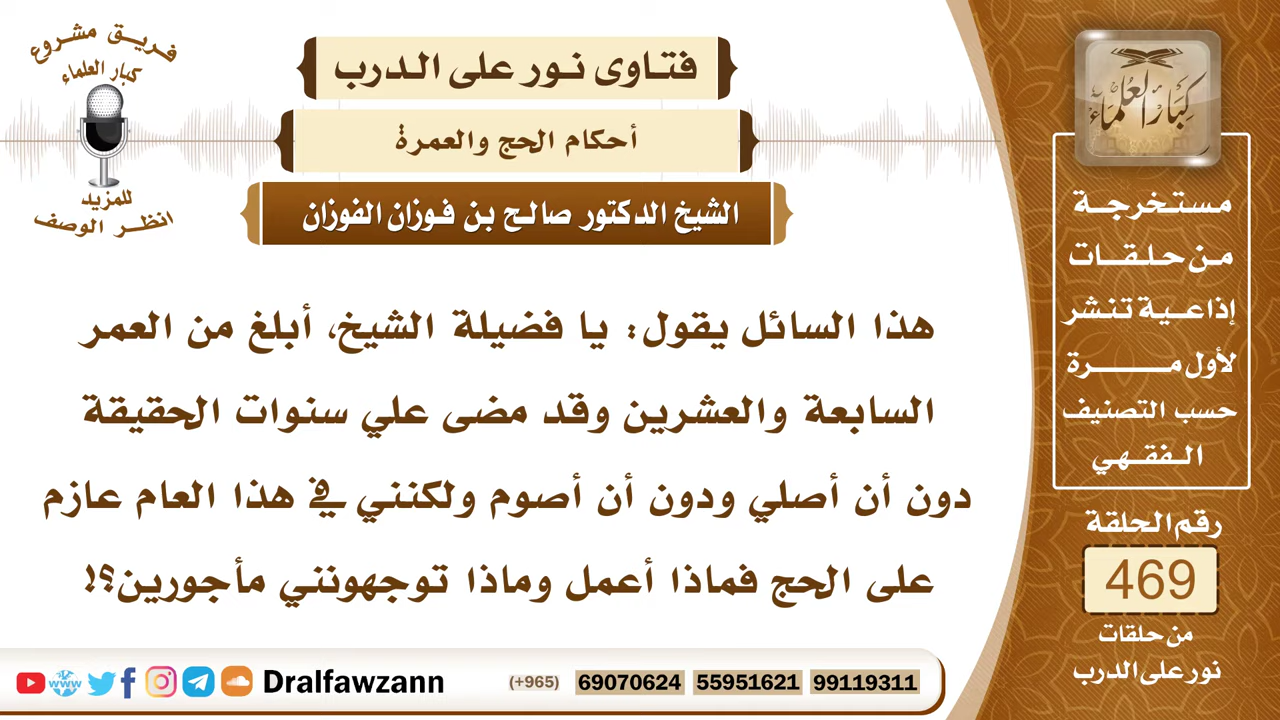 فريق مشروع
كبار العلماء
للمزيد
انظر الوصف
فتاوى نور على الدرب
أحكام الحج والعمرة
الشيخ الدكتور صالح بن فوزان الفوزان
هذا السائل يقول: يا فضيلة الشيخ، أبلغ من العمر
السابعة والعشرين وقد مضى علي سنوات الحقيقة
دون أن أصلي ودون أن أصوم ولكنني في هذا العام عازم
على الحج فماذا أعمل وماذا توجهونني مأجورين؟!
كبار العلماء
مستخرجة
من حلقات
إذاعية تنشر
لأول مرة
حسب التصنيف
الفقهي
رقم الحلقة
469
من حلقات
نور على الدرب
www
Dralfawzann
(+965) 69070624 55951621 99119311